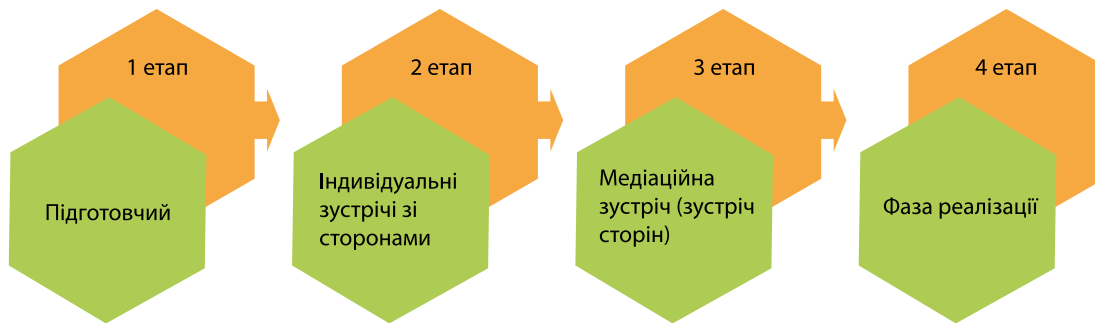 1 етап
Підготовчий
2 етап
Індивідуальні
зустрічі зі
сторонами
3 етап
Медіаційна
зустріч (зустріч
сторін)
4 етап
Фаза реалізації